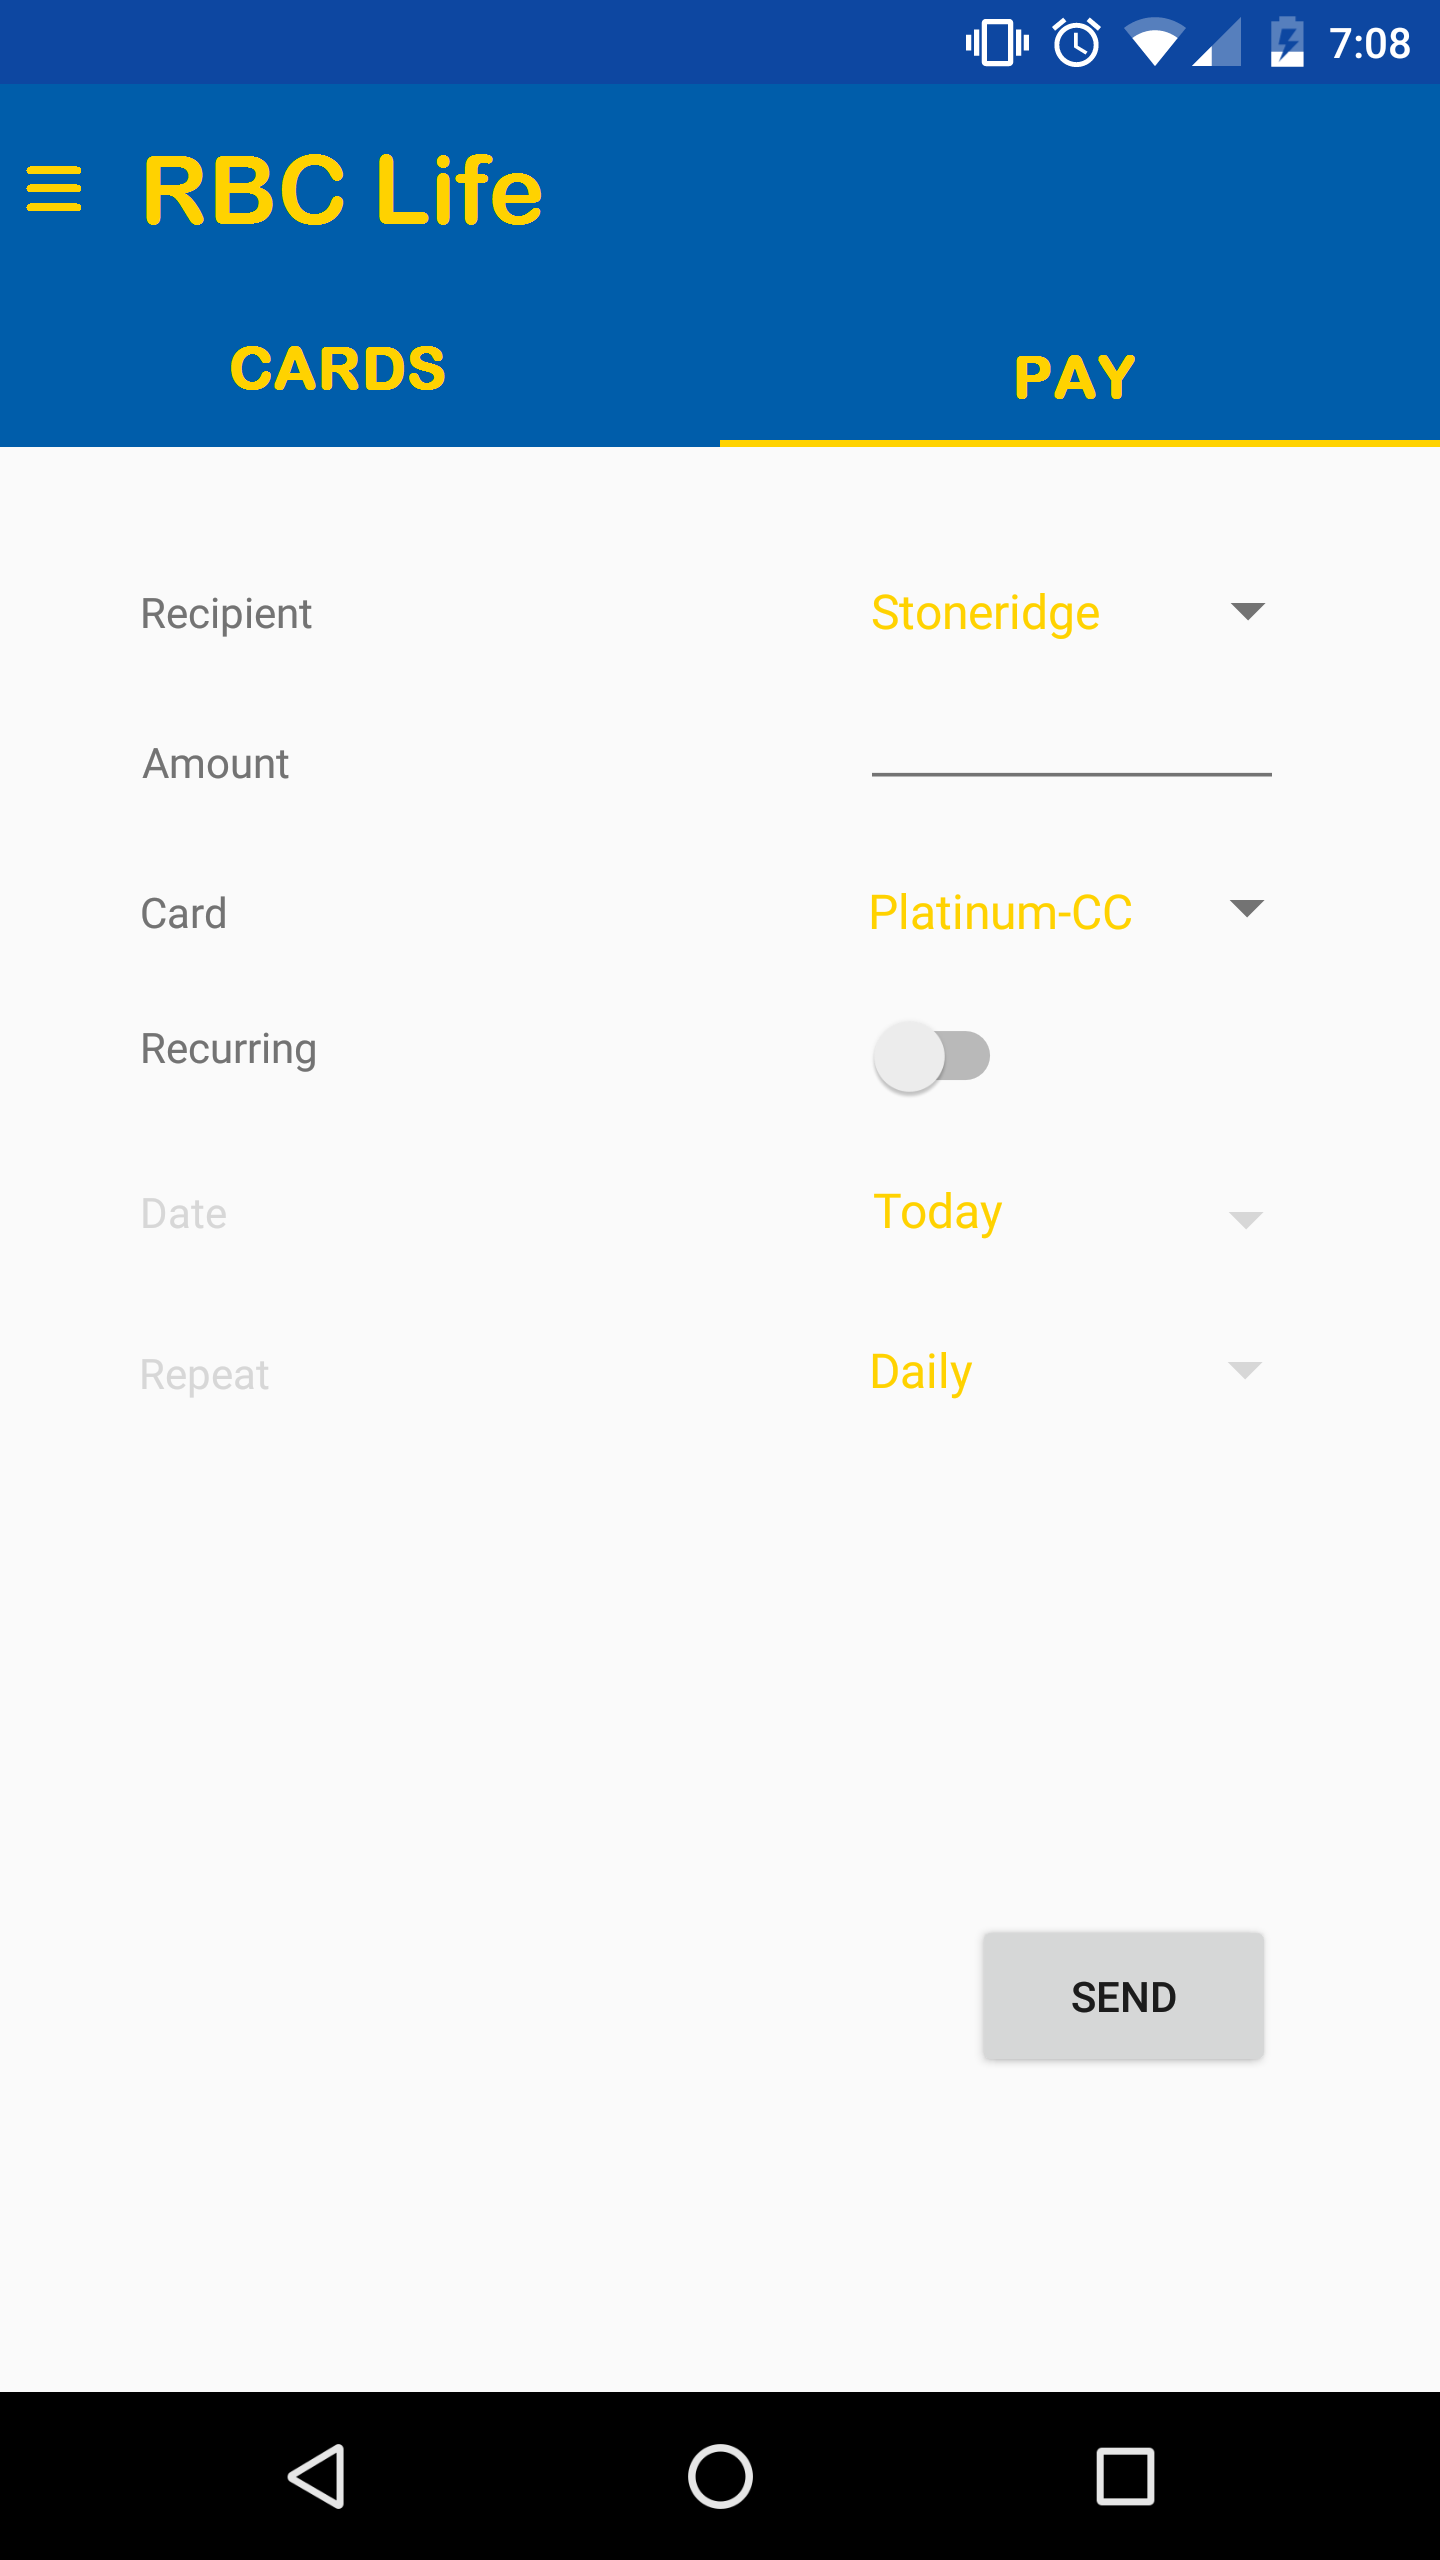 7:08
RBC Life
CARDS
PAY
Recipient
Stoneridge
Amount
Card
Platinum-CC
Recurring
Date
Today
Repeat
Daily
SEND